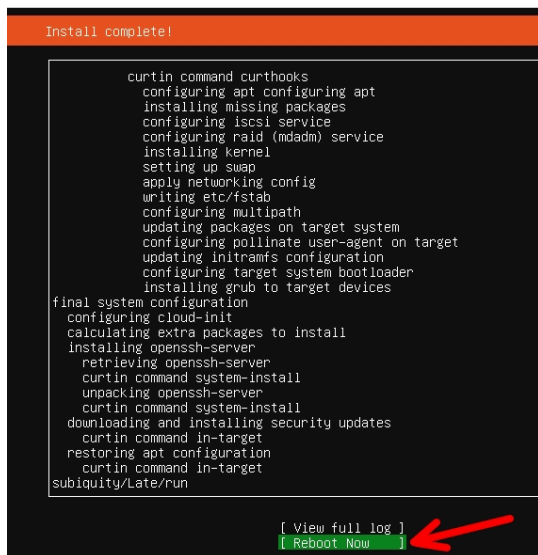 Install complete!
curtin command curthooks
configuring apt configuring apt
installing missing packages
configuring iscsi service
configuring raid (mdadm) service
installing kernel
setting up swap
apply networking config
writing etc/fstab
configuring multipath
updating packages on target system
configuring pollinate user-agent on target
updating initramfs configuration
configuring target system bootloader
installing grub to target devices
final system configuration
configuring cloud-init
calculating extra packages to install
installing openssh-server
retrieving openssh-server
curtin command system-install
unpacking openssh-server
curtin command system-install
downloading and installing security updates
curtin command in-target
restoring apt configuration
curtin command in-target
subiquity/Late/run
[ View full log ]
[ Reboot Now ]